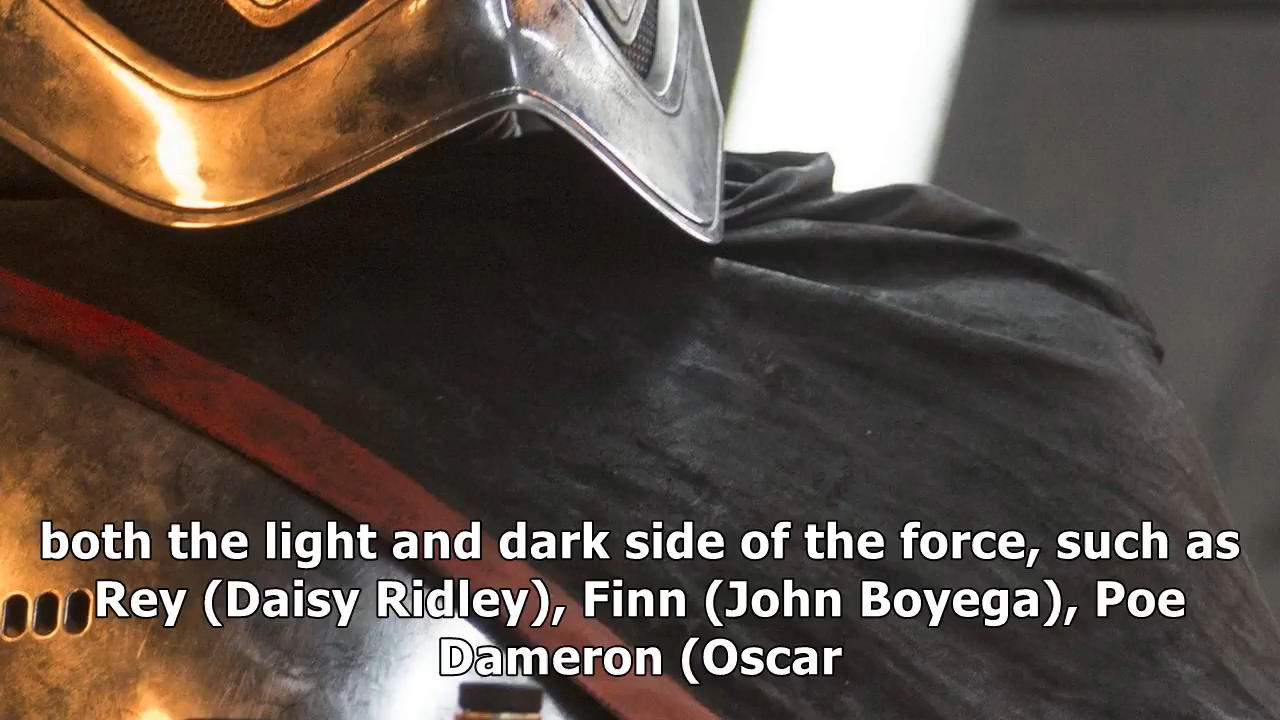 both the light and dark side of the force, such as
Rey (Daisy Ridley), Finn (John Boyega), Poe
Dameron (Oscar